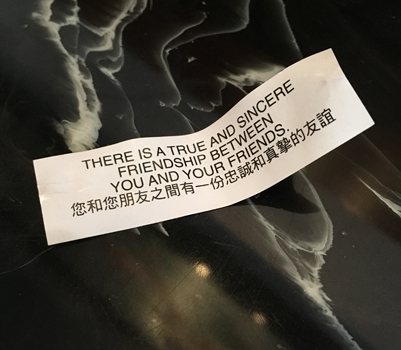 THERE IS A TRUE AND SINCERE
FRIENDSHIP BETWEEN
YOU AND YOUR FRIENDS.
您和您朋友之間有一份忠誠和真摯的友誼